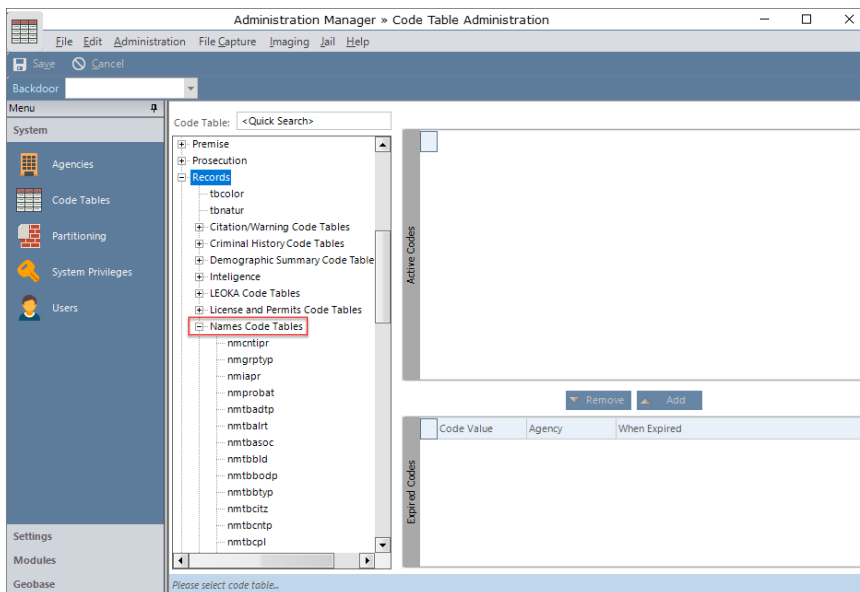 Administration Manager » Code Table Administration
File Edit Administration File Capture Imaging Jail Help
Save Cancel
Backdoor
Menu
System
Agencies
Code Tables
Partitioning
System Privileges
Users
Settings
Modules
Geobase
Code Table: <Quick Search>
Premise
Prosecution
Records
tbcolor
tbnatur
Citation/Warning Code Tables
Criminal History Code Tables
Demographic Summary Code Table
Inteligence
LEOKA Code Tables
License and Permits Code Tables
Names Code Tables
nmcntipr
nmgrptyp
nmiapr
nmprobat
nmtbadtp
nmtbalrt
nmtbasoc
nmtbbld
nmtbbodp
nmtbbtyp
nmtbcitz
nmtbcntp
nmtbcpl
Please select code table...
Active Codes
Remove Add
Expired Codes
Code Value Agency When Expired